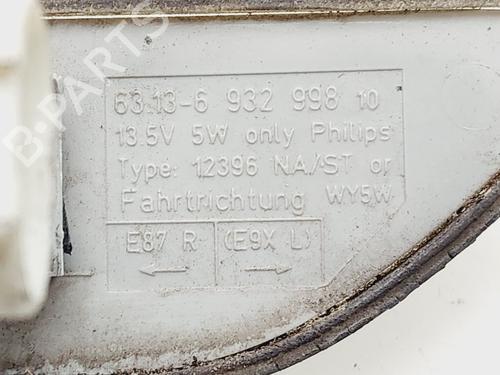 B-PARTS
63.13-6 932 998 10
13.5V 5W only Philips
Type: 12396 NA/ST or
Fahrtrichtung WY5W
E87 R (E9X L)
← →